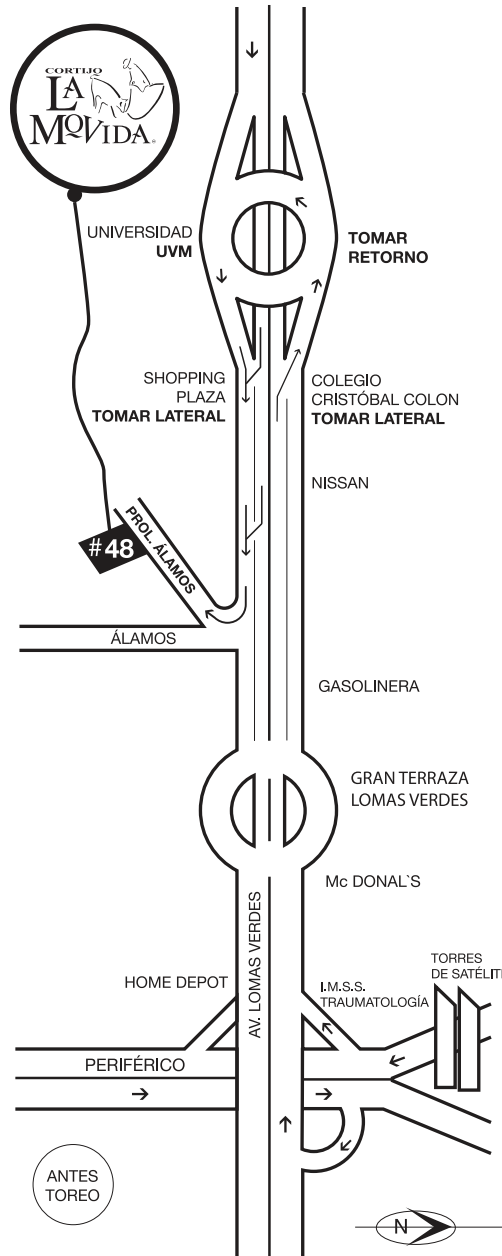 CORTIJO
LA
MOVIDA®
UNIVERSIDAD
UVM
TOMAR
RETORNO
SHOPPING
PLAZA
TOMAR LATERAL
COLEGIO
CRISTÓBAL COLON
TOMAR LATERAL
NISSAN
PROL. ÁLAMOS
#48
ÁLAMOS
GASOLINERA
GRAN TERRAZA
LOMAS VERDES
Mc DONAL`S
AV. LOMAS VERDES
HOME DEPOT
I.M.S.S.
TRAUMATOLOGÍA
TORRES
DE SATÉLITE
PERIFÉRICO
ANTES
TOREO
N